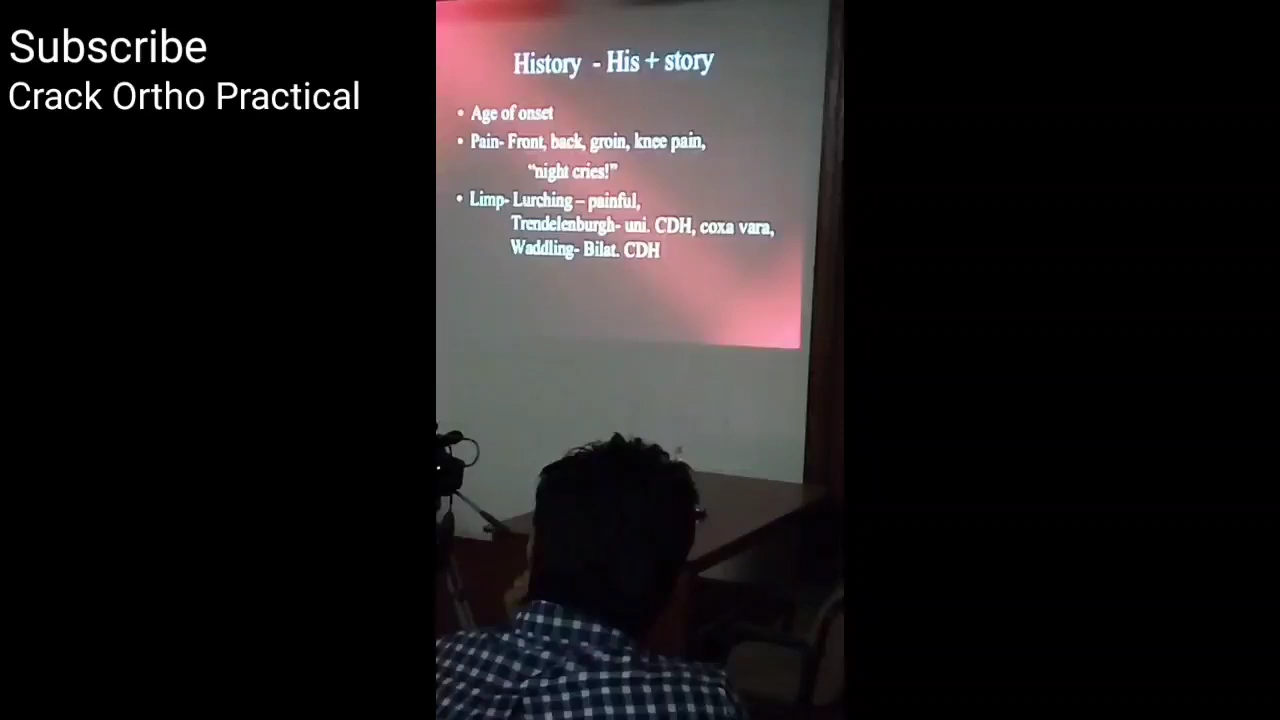 Subscribe
Crack Ortho Practical
History - His + story
• Age of onset
• Pain- Front, back, groin, knee pain,
"night cries!"
• Limp- Lurching – painful,
Trendelenburgh- uni. CDH, coxa vara,
Waddling- Bilat. CDH